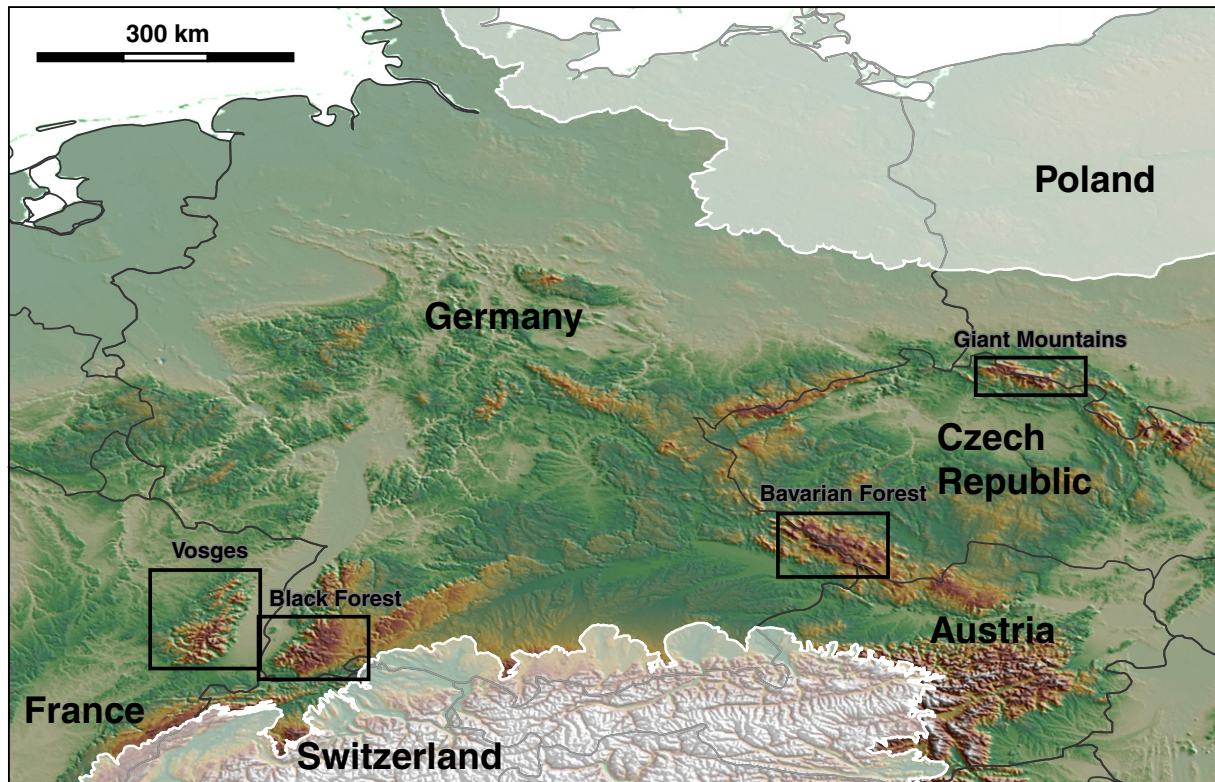 300 km
Poland
Germany
Giant Mountains
Czech
Republic
Bavarian Forest
Vosges
Black Forest
Austria
France
Switzerland